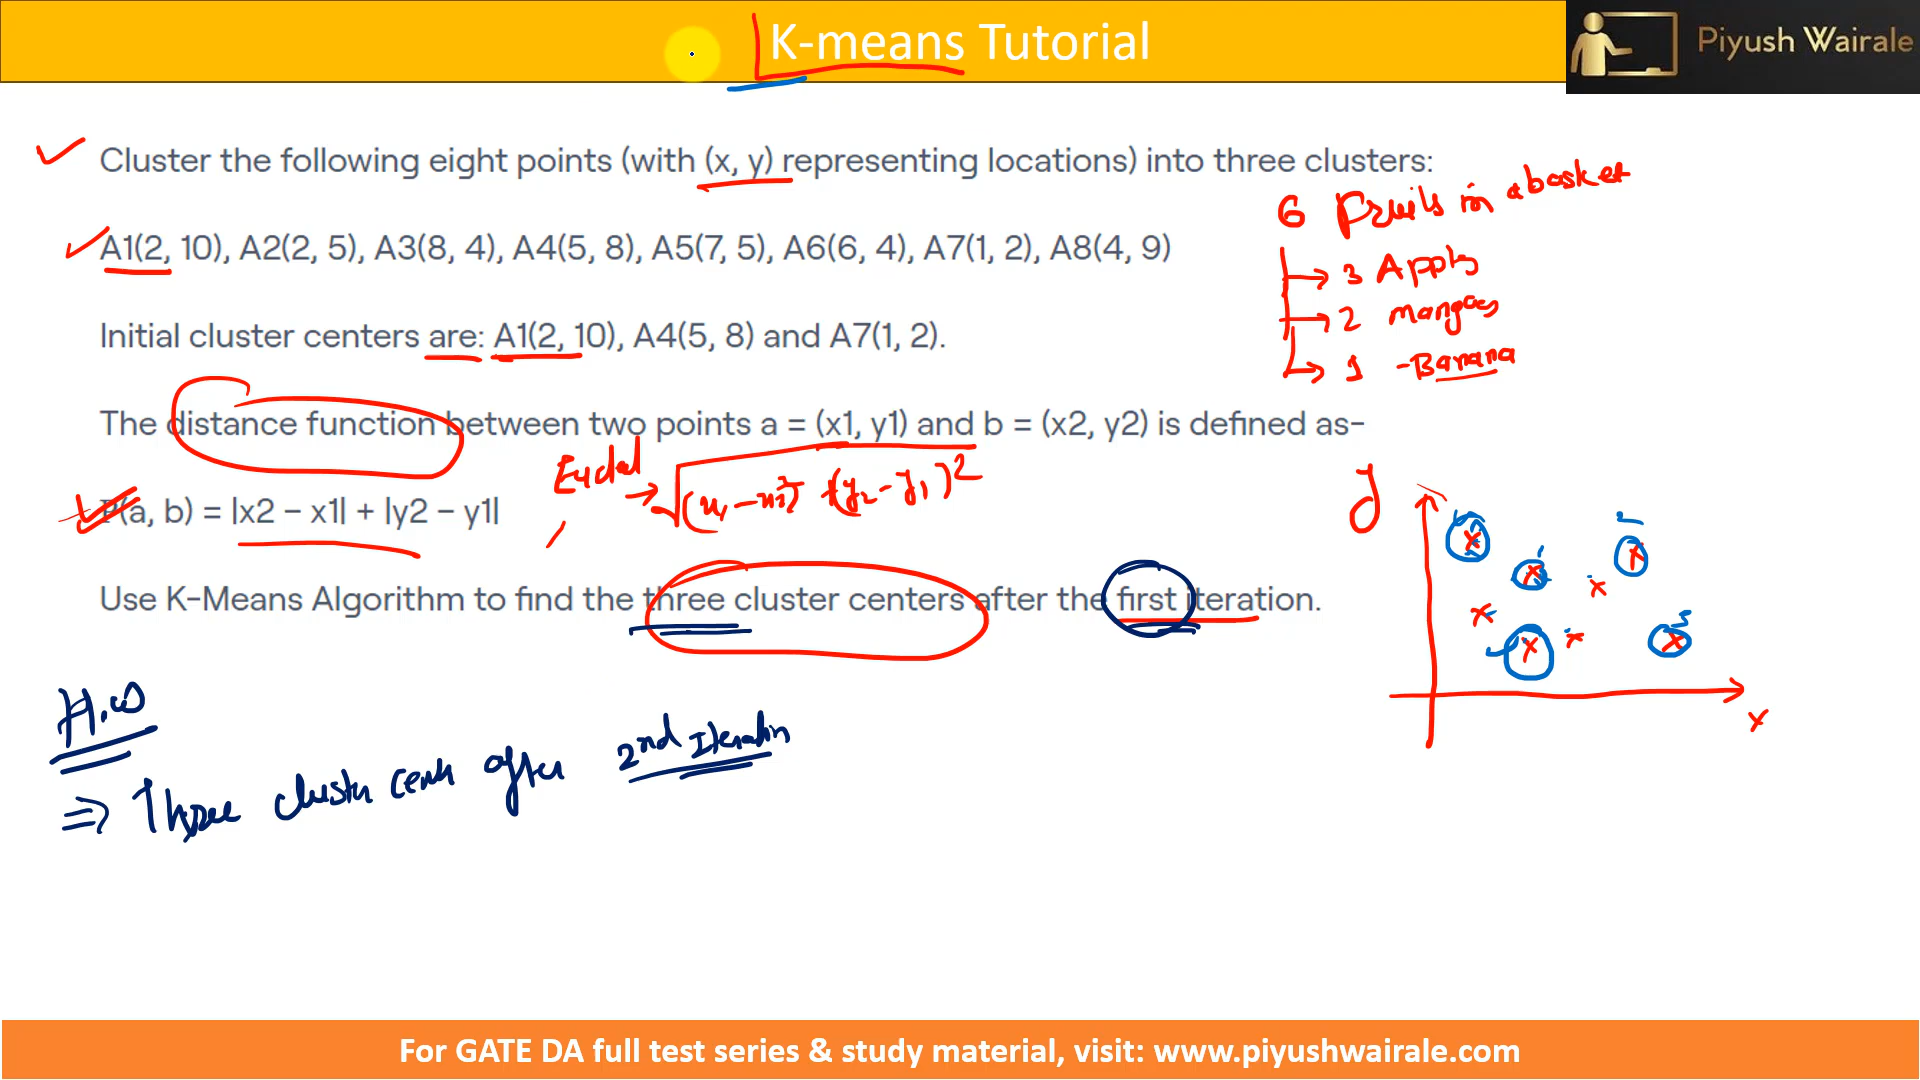 K-means Tutorial
Piyush Wairale
Cluster the following eight points (with (x, y) representing locations) into three clusters:
6 Fruits in a basket
A1(2, 10), A2(2, 5), A3(8, 4), A4(5, 8), A5(7, 5), A6(6, 4), A7(1, 2), A8(4, 9)
3 Apples
2 mangoes
1 - Banana
Initial cluster centers are: A1(2, 10), A4(5, 8) and A7(1, 2).
The distance function between two points a = (x1, y1) and b = (x2, y2) is defined as-
P(a, b) = |x2 − x1| + |y2 − y1|
y
Use K-Means Algorithm to find the three cluster centers after the first iteration.
x
H.W
⇒ Three cluster cent after 2nd Iteration
For GATE DA full test series & study material, visit: www.piyushwairale.com